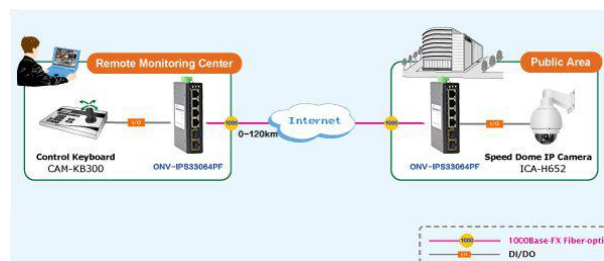 Remote Monitoring Center
Public Area
1000
Internet
1000
0~120km
Control Keyboard
CAM-KB300
ONV-IPS33064PF
ONV-IPS33064PF
Speed Dome IP Camera
ICA-H652
1000
1000Base-FX Fiber-opti
DI/DO